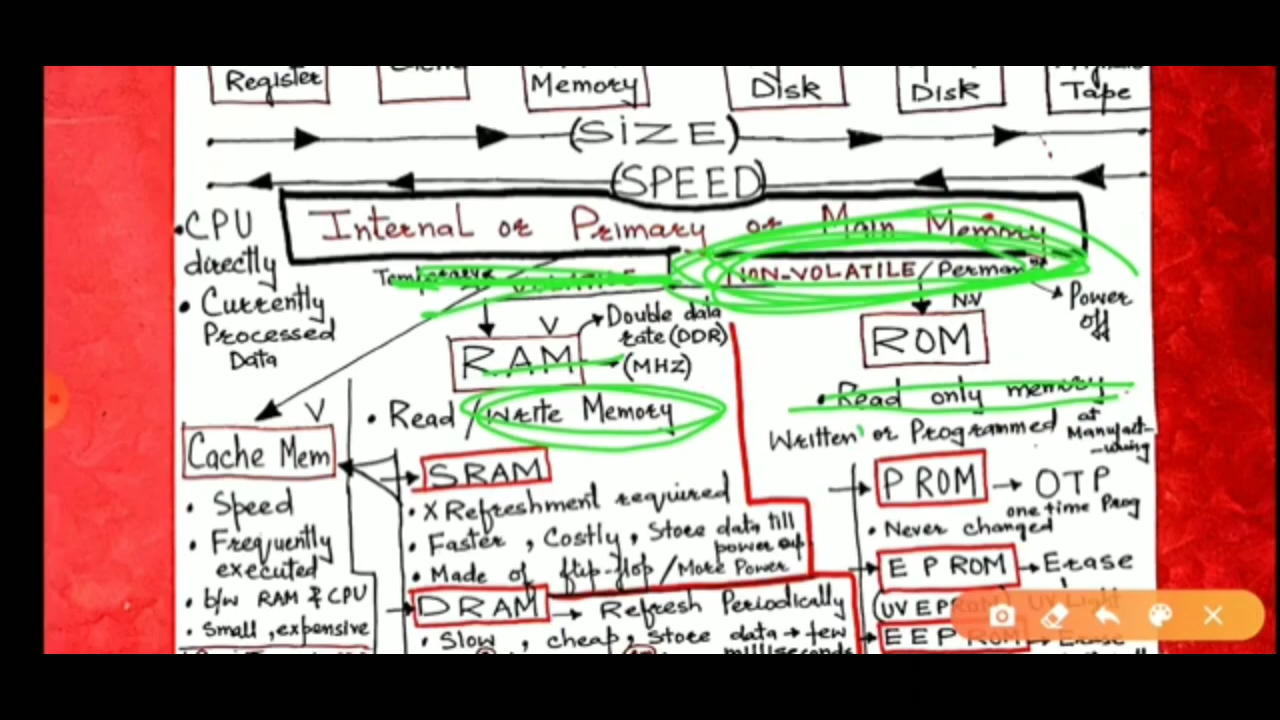 Register
Memory
Disk
Disk
Tape
(SiZE)
(SPEED)
Internal or Primary or Main Memory
• CPU directly
• Currently Processed Data
NON-VOLATILE / Permanent
Power off
V
Double data rate (DDR)
(MHZ)
RAM
• Read / Write Memory
N.V
ROM
• Read only memory
Written or Programmed at Manufact-uring
V
Cache Mem
• Speed
• Frequently executed
• b/w RAM & CPU
• Small, expensive
SRAM
• X Refreshment required
• Faster, Costly, Store data till power up
• Made of flip-flop / More Power
DRAM → Refresh Periodically
• Slow, cheap, store data → few milliseconds
PROM → OTP
one time Prog
• Never changed
EPROM → Erase
EEPROM